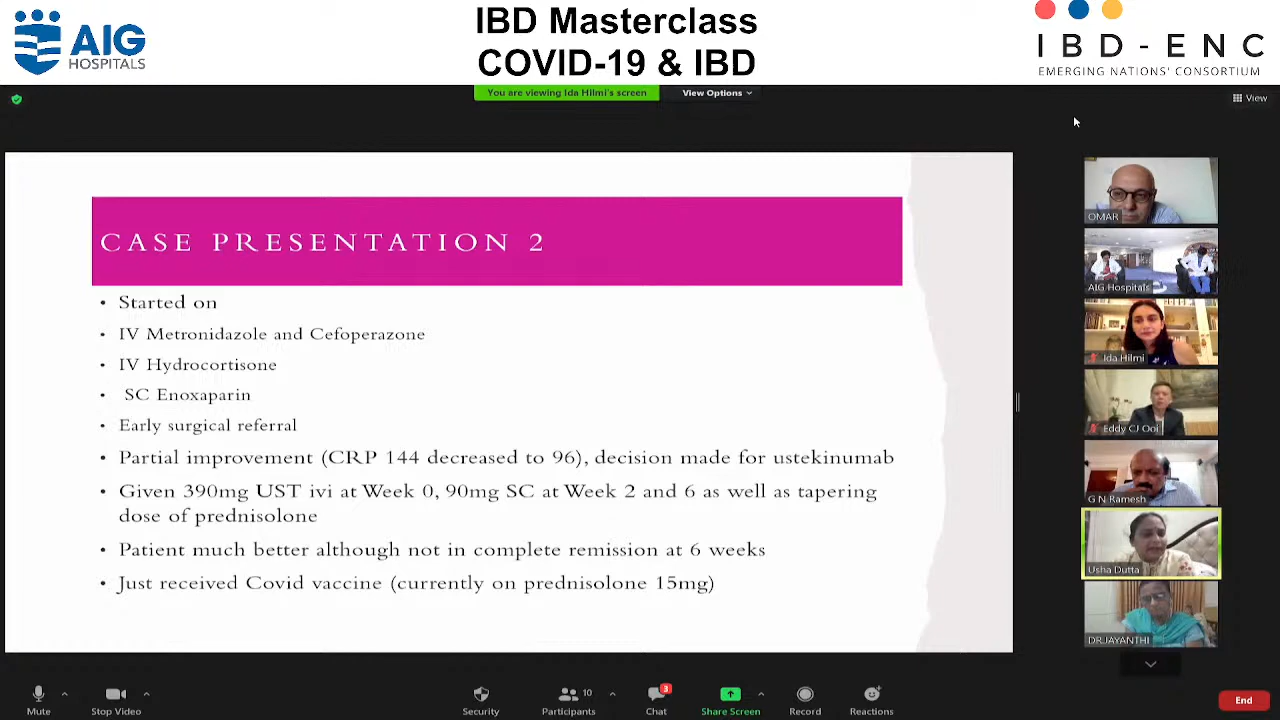 AIG
HOSPITALS
IBD Masterclass
COVID-19 & IBD
IBD-ENC
EMERGING NATIONS' CONSORTIUM
You are viewing Ida Hilmi's screen
View Options
View
CASE PRESENTATION 2
• Started on
• IV Metronidazole and Cefoperazone
• IV Hydrocortisone
• SC Enoxaparin
• Early surgical referral
• Partial improvement (CRP 144 decreased to 96), decision made for ustekinumab
• Given 390mg UST ivi at Week 0, 90mg SC at Week 2 and 6 as well as tapering
dose of prednisolone
• Patient much better although not in complete remission at 6 weeks
• Just received Covid vaccine (currently on prednisolone 15mg)
OMAR
AIG Hospitals
Ida Hilmi
Eddy CJ Ooi
G N Ramesh
Usha Dutta
DR.JAYANTHI
Mute
Stop Video
Security
10
Participants
3
Chat
Share Screen
Record
Reactions
End